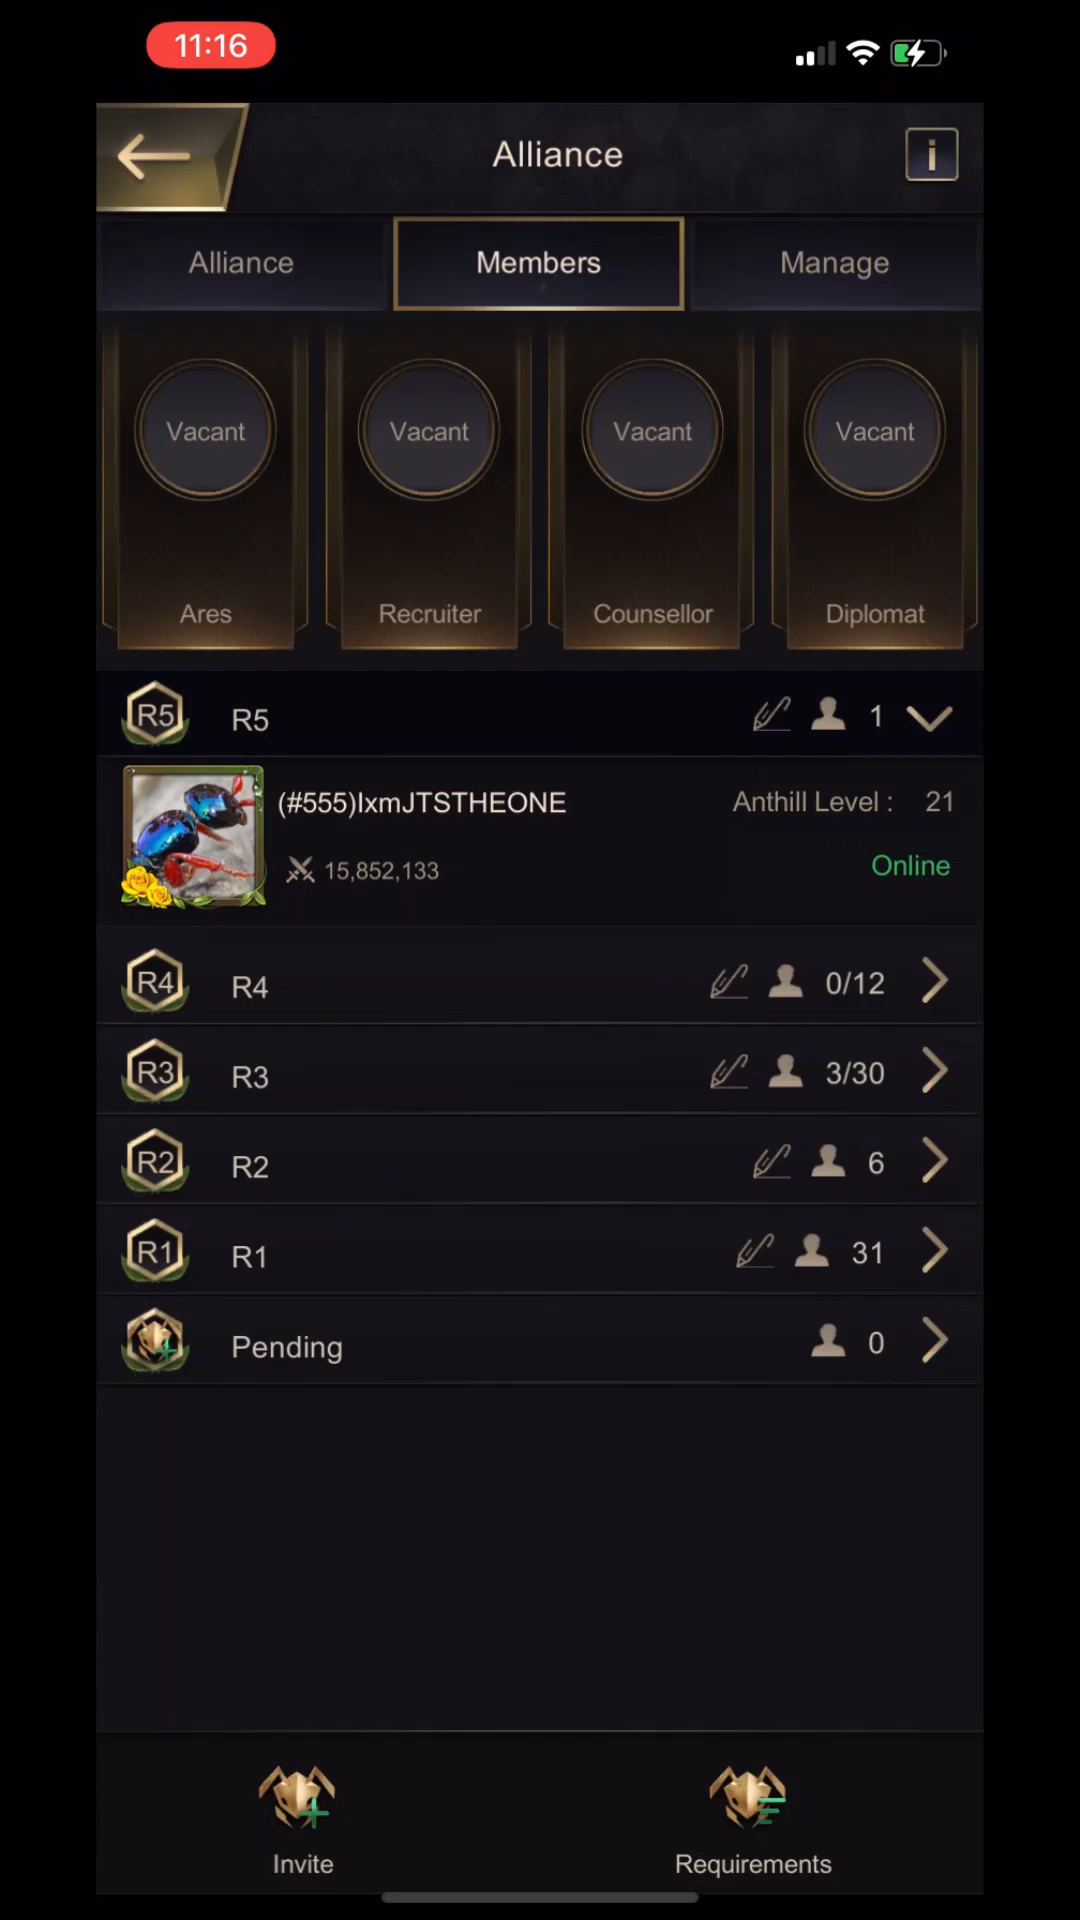 11:16
Alliance
i
Alliance
Members
Manage
Vacant
Vacant
Vacant
Vacant
Ares
Recruiter
Counsellor
Diplomat
R5
R5
1
(#555)IxmJTSTHEONE
Anthill Level : 21
15,852,133
Online
R4
R4
0/12
R3
R3
3/30
R2
R2
6
R1
R1
31
Pending
0
Invite
Requirements